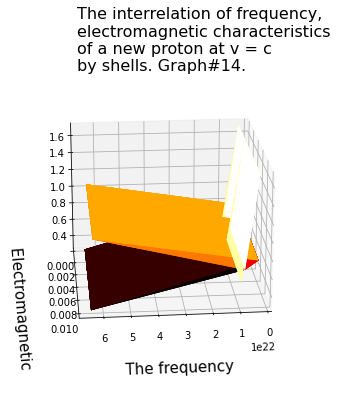 The interrelation of frequency,
electromagnetic characteristics
of a new proton at v = c
by shells. Graph#14.
1.6
1.4
1.2
1.0
0.8
0.6
0.4
0.000
0.002
0.004
0.006
0.008
0.010
6 5 4 3 2 1 0
1e22
Electromagnetic
The frequency